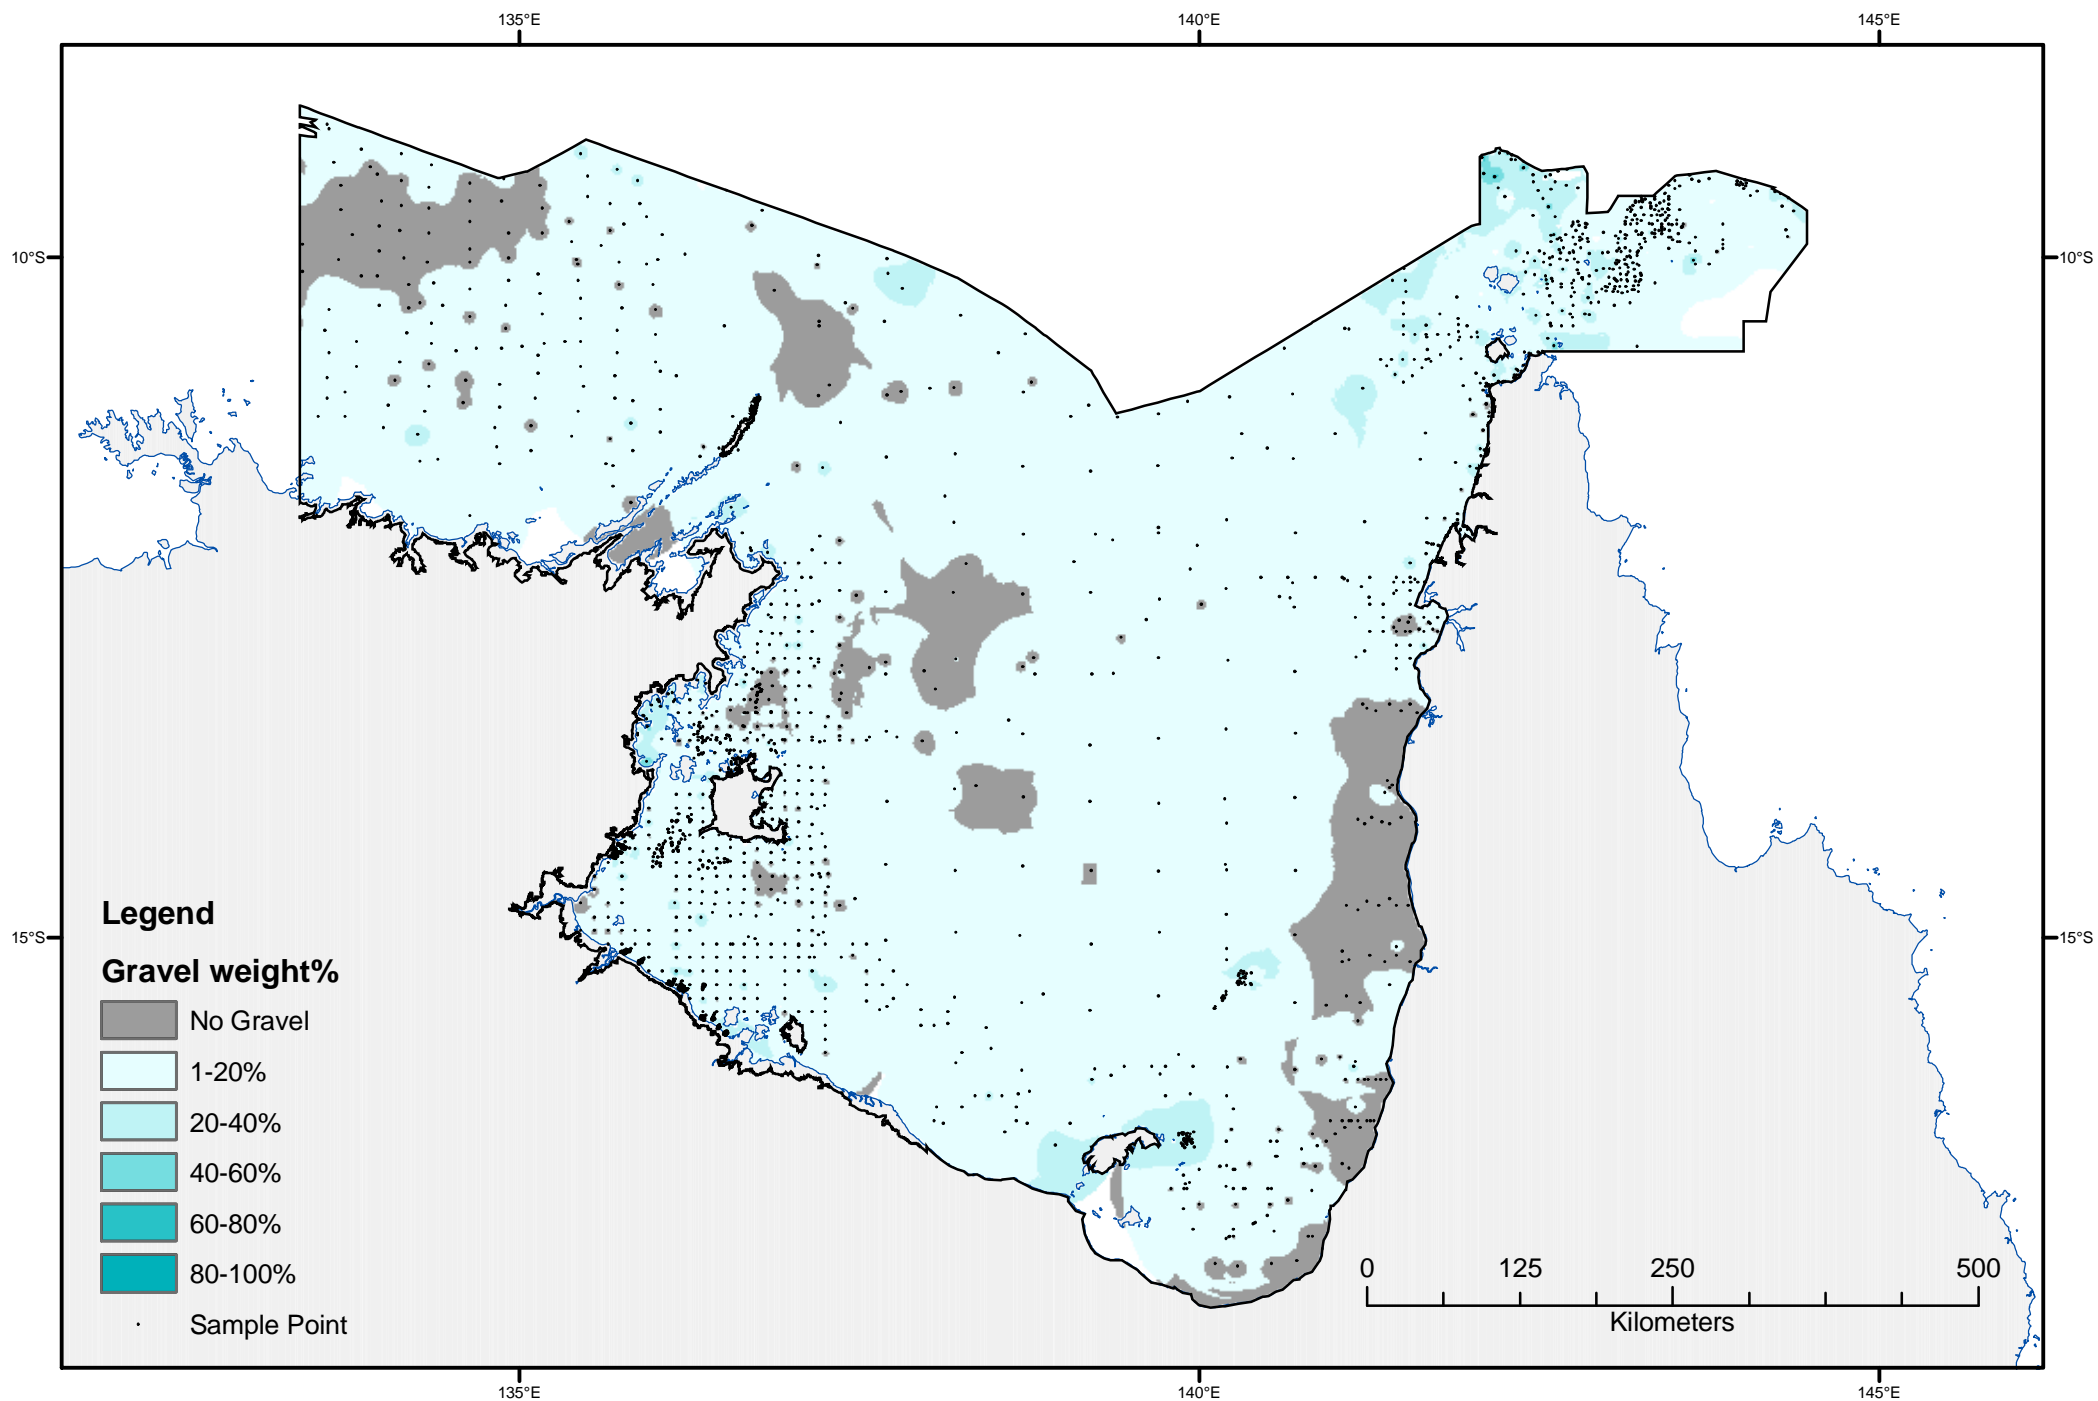 135°E 140°E 145°E
10°S 10°S
15°S 15°S
Legend
Gravel weight%
No Gravel
1-20%
20-40%
40-60%
60-80%
80-100%
Sample Point
0 125 250 500
Kilometers
135°E 140°E 145°E